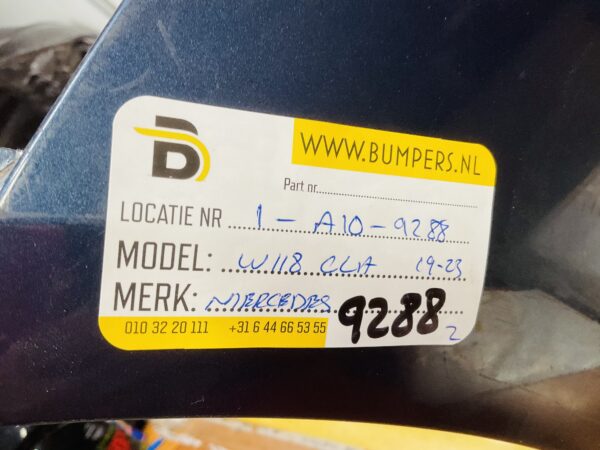 B
WWW.BUMPERS.NL
Part nr
LOCATIE NR 1 - A10 - 9288
MODEL: W118 CLA 19-23
MERK: MERCEDES 9288 2
010 32 20 111 +31 6 44 66 53 55